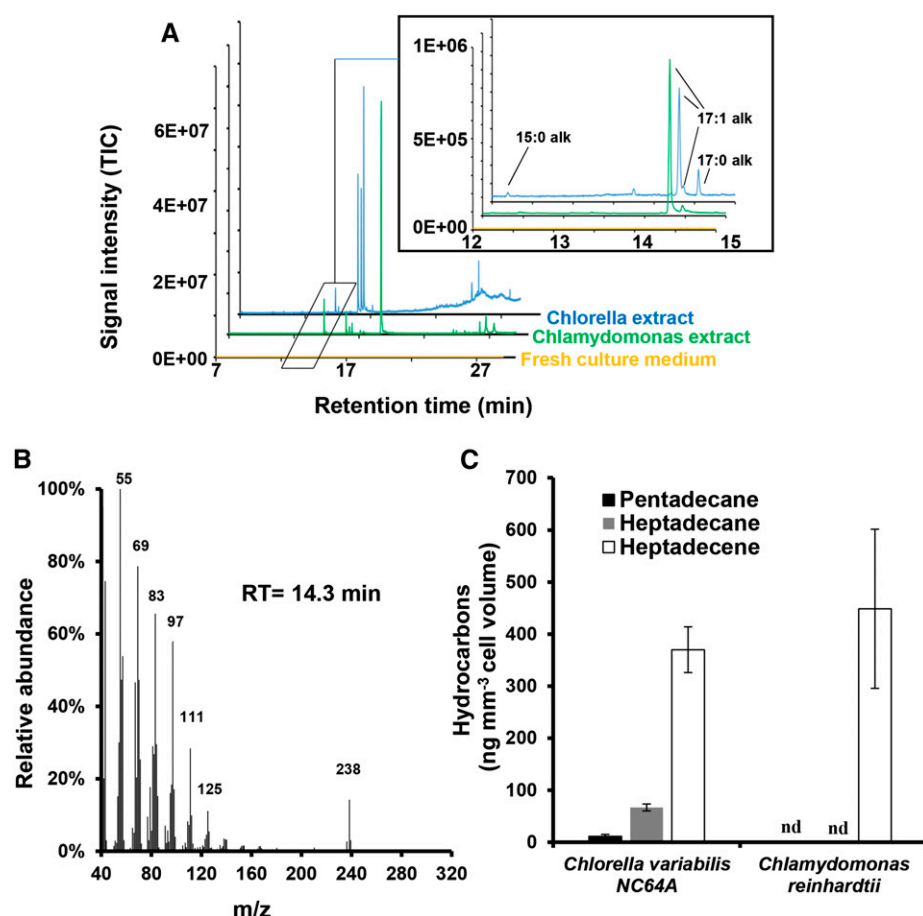 A
Signal intensity (TIC)
6E+07
4E+07
2E+07
0E+00
7
17
27
Retention time (min)
Chlorella extract
Chlamydomonas extract
Fresh culture medium
1E+06
5E+05
0E+00
12
13
14
15
15:0 alk
17:1 alk
17:0 alk
B
Relative abundance
100%
80%
60%
40%
20%
0%
55
69
83
97
111
125
238
RT= 14.3 min
40
80
120
160
200
240
280
320
m/z
C
Hydrocarbons
(ng mm-3 cell volume)
700
600
500
400
300
200
100
0
Pentadecane
Heptadecane
Heptadecene
nd
nd
Chlorella variabilis
NC64A
Chlamydomonas
reinhardtii